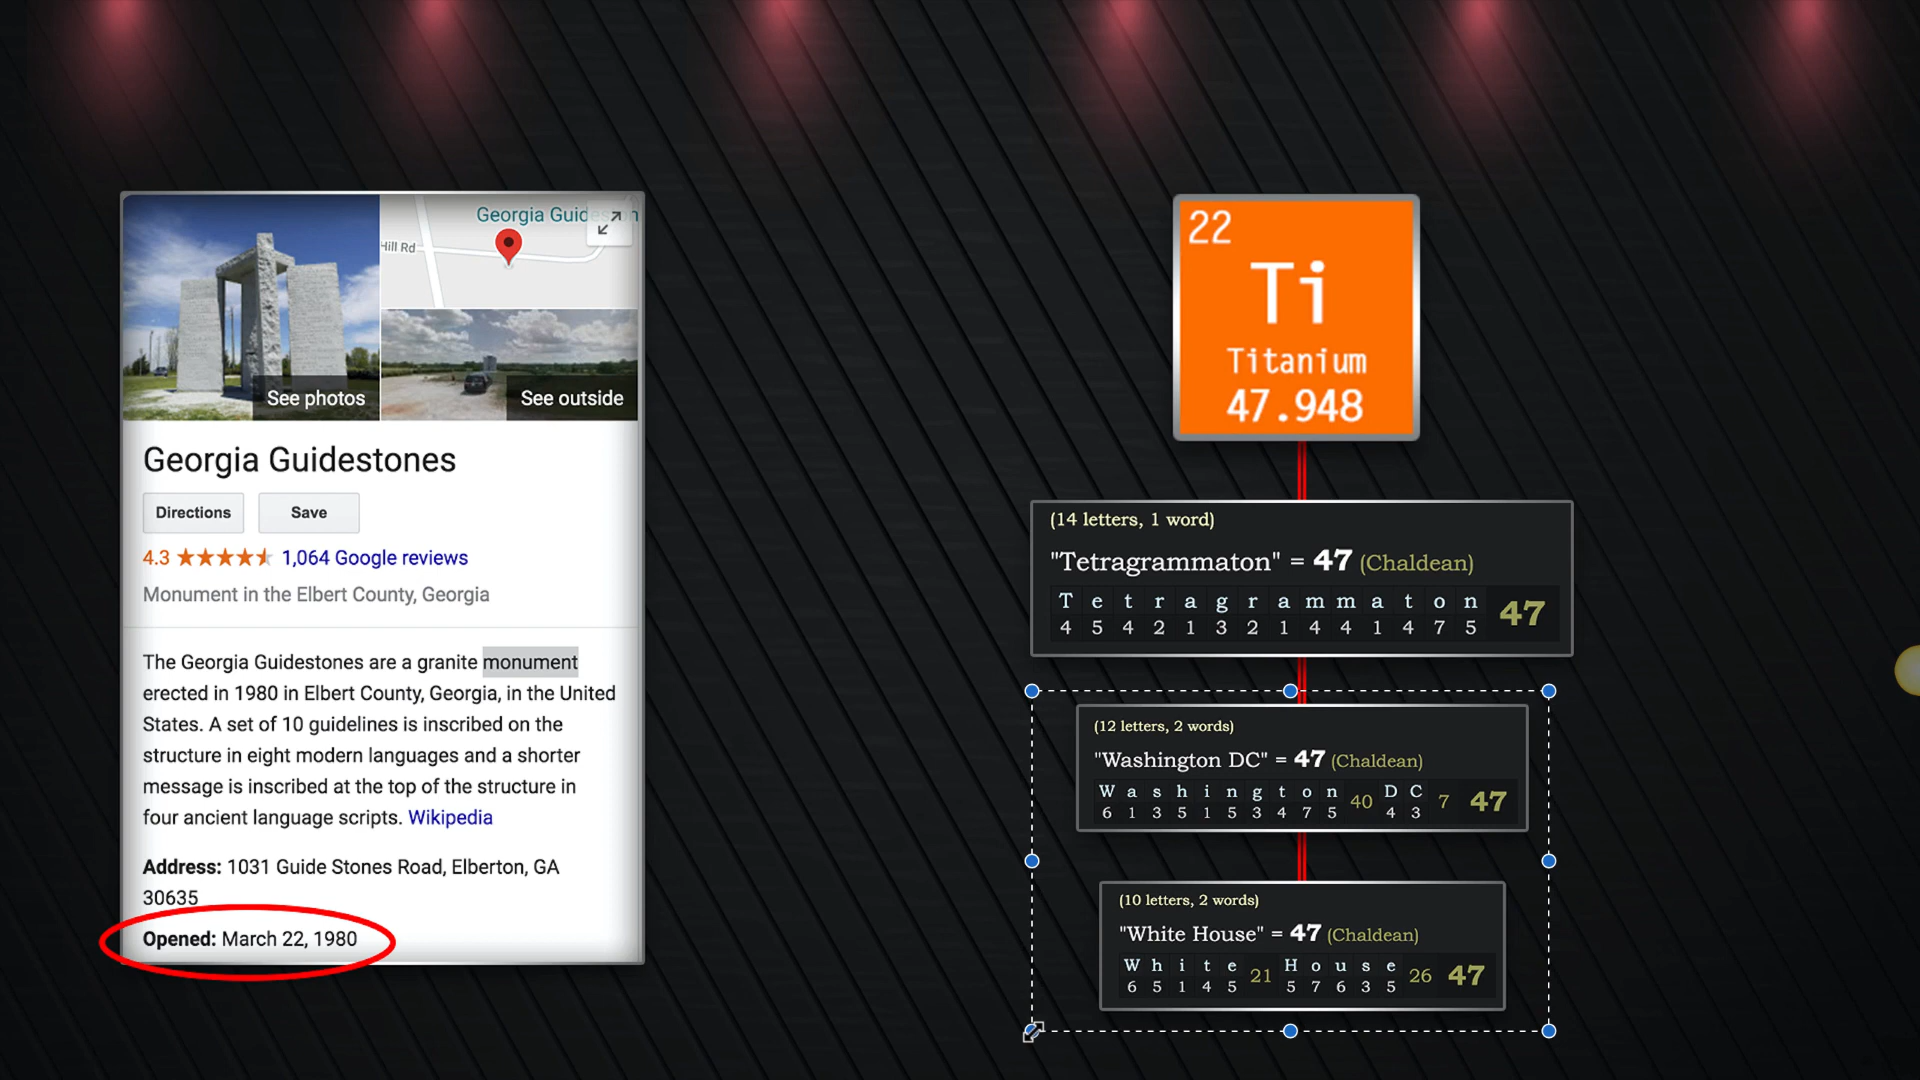 Georgia Guideston
Hill Rd
See photos
See outside
Georgia Guidestones
Directions
Save
4.3
1,064 Google reviews
Monument in the Elbert County, Georgia
The Georgia Guidestones are a granite monument
erected in 1980 in Elbert County, Georgia, in the United
States. A set of 10 guidelines is inscribed on the
structure in eight modern languages and a shorter
message is inscribed at the top of the structure in
four ancient language scripts. Wikipedia
Address: 1031 Guide Stones Road, Elberton, GA
30635
Opened: March 22, 1980
22
Ti
Titanium
47.948
(14 letters, 1 word)
"Tetragrammaton" = 47 (Chaldean)
T e t r a g r a m m a t o n 47
4 5 4 2 1 3 2 1 4 4 1 4 7 5
(12 letters, 2 words)
"Washington DC" = 47 (Chaldean)
W a s h i n g t o n 40 D C 7 47
6 1 3 5 1 5 3 4 7 5 4 3
(10 letters, 2 words)
"White House" = 47 (Chaldean)
W h i t e 21 H o u s e 26 47
6 5 1 4 5 5 7 6 3 5